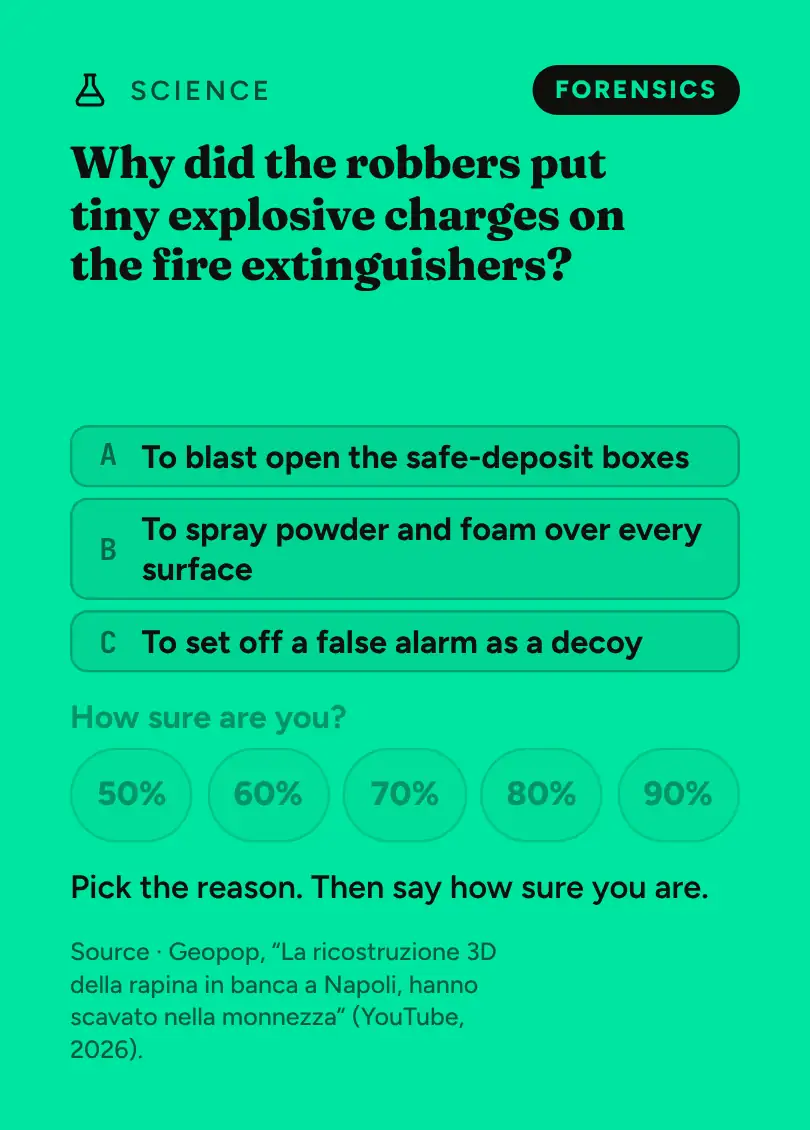 SCIENCE
FORENSICS
Why did the robbers put
tiny explosive charges on
the fire extinguishers?
A To blast open the safe-deposit boxes
B To spray powder and foam over every
surface
C To set off a false alarm as a decoy
How sure are you?
50% 60% 70% 80% 90%
Pick the reason. Then say how sure you are.
Source · Geopop, “La ricostruzione 3D
della rapina in banca a Napoli, hanno
scavato nella monnezza” (YouTube,
2026).